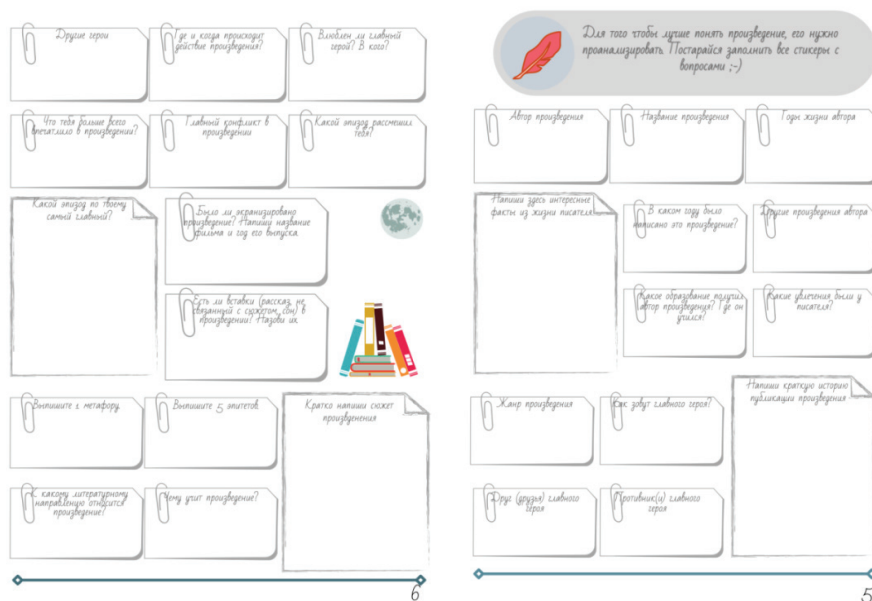 Другие герои
Где и когда происходит
действие произведения?
Влюблен ли главный
герой? В кого?
Что тебя больше всего
впечатлило в произведении?
Главный конфликт в
произведении
Какой эпизод рассмешил
тебя?
Какой эпизод по твоему
самый главный?
Было ли экранизировано
произведение? Напиши название
фильма и год его выпуска
Есть ли вставки (рассказ, не
связанный с сюжетом, сон) в
произведении? Назови их
Выпишите 1 метафору
Выпишите 5 эпитетов
Кратко напиши сюжет
произведения
К какому литературному
направлению относится
произведение?
Чему учит произведение?
6
Для того чтобы лучше понять произведение, его нужно
проанализировать. Постарайся заполнить все стикеры с
вопросами ;-)
Автор произведения
Название произведения
Годы жизни автора
Напиши здесь интересные
факты из жизни писателя
В каком году было
написано это произведение?
Другие произведения автора
Какое образование получил
автор произведения? Где он
учился?
Какие увлечения были у
писателя?
Жанр произведения
Как зовут главного героя?
Напиши краткую историю
публикации произведения
Друг (друзья) главного
героя
Противник(и) главного
героя
5